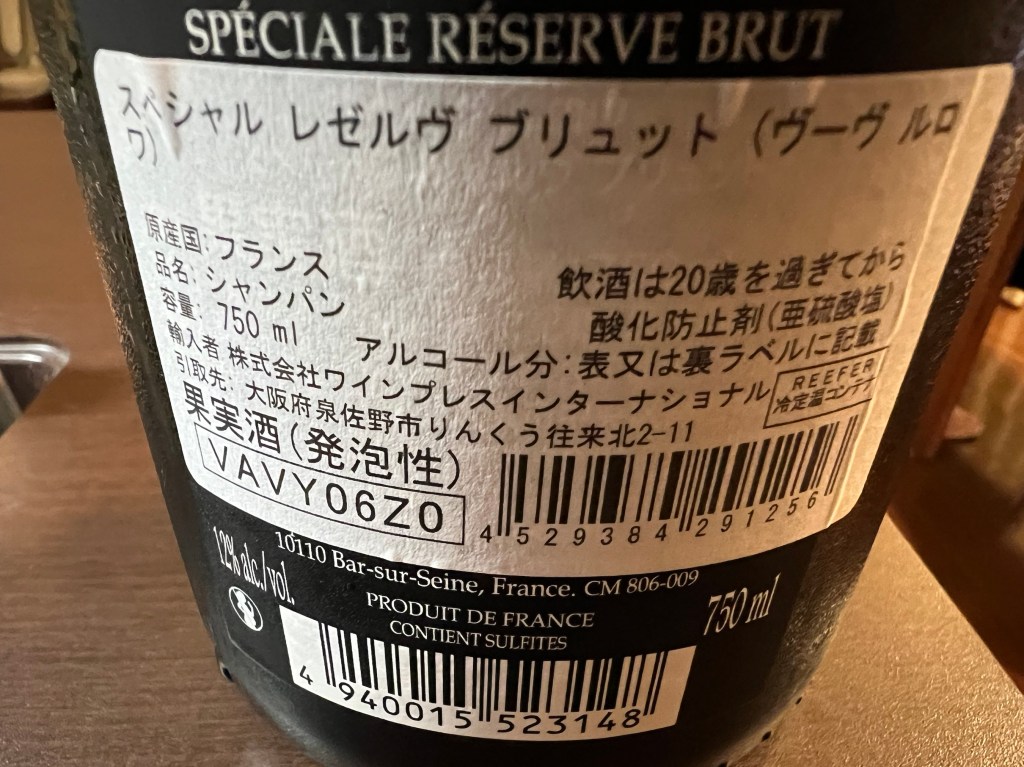 SPÉCIALE RÉSERVE BRUT
スペシャル レゼルヴ ブリュット (ヴーヴ ルロ
ワ)
原産国: フランス
品名: シャンパン
容量: 750 ml
飲酒は20歳を過ぎてから
酸化防止剤(亜硫酸塩)
アルコール分:表又は裏ラベルに記載
輸入者 株式会社ワインプレスインターナショナル
REEFER
冷定温コンテナ
引取先: 大阪府泉佐野市りんくう往来北2-11
果実酒(発泡性)
VAVY06Z0
4 529384 291256
10110 Bar-sur-Seine, France. CM 806-009
12% alc./vol.
PRODUIT DE FRANCE
750 ml
CONTIENT SULFITES
4 940015 523148